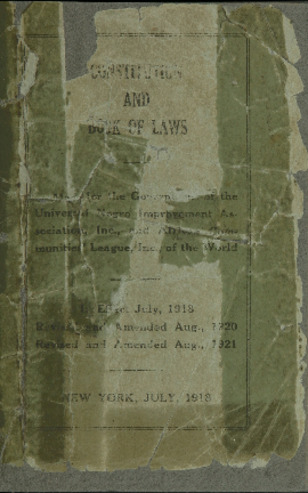 CONSTITUTION
AND
BOOK OF LAWS
Made for the Government of the
Universal Negro Improvement As-
sociation, Inc., and African Com-
munities' League, Inc., of the World
In Effect July, 1918
Revised and Amended Aug., 1920
Revised and Amended Aug., 1921
NEW YORK, JULY, 1918